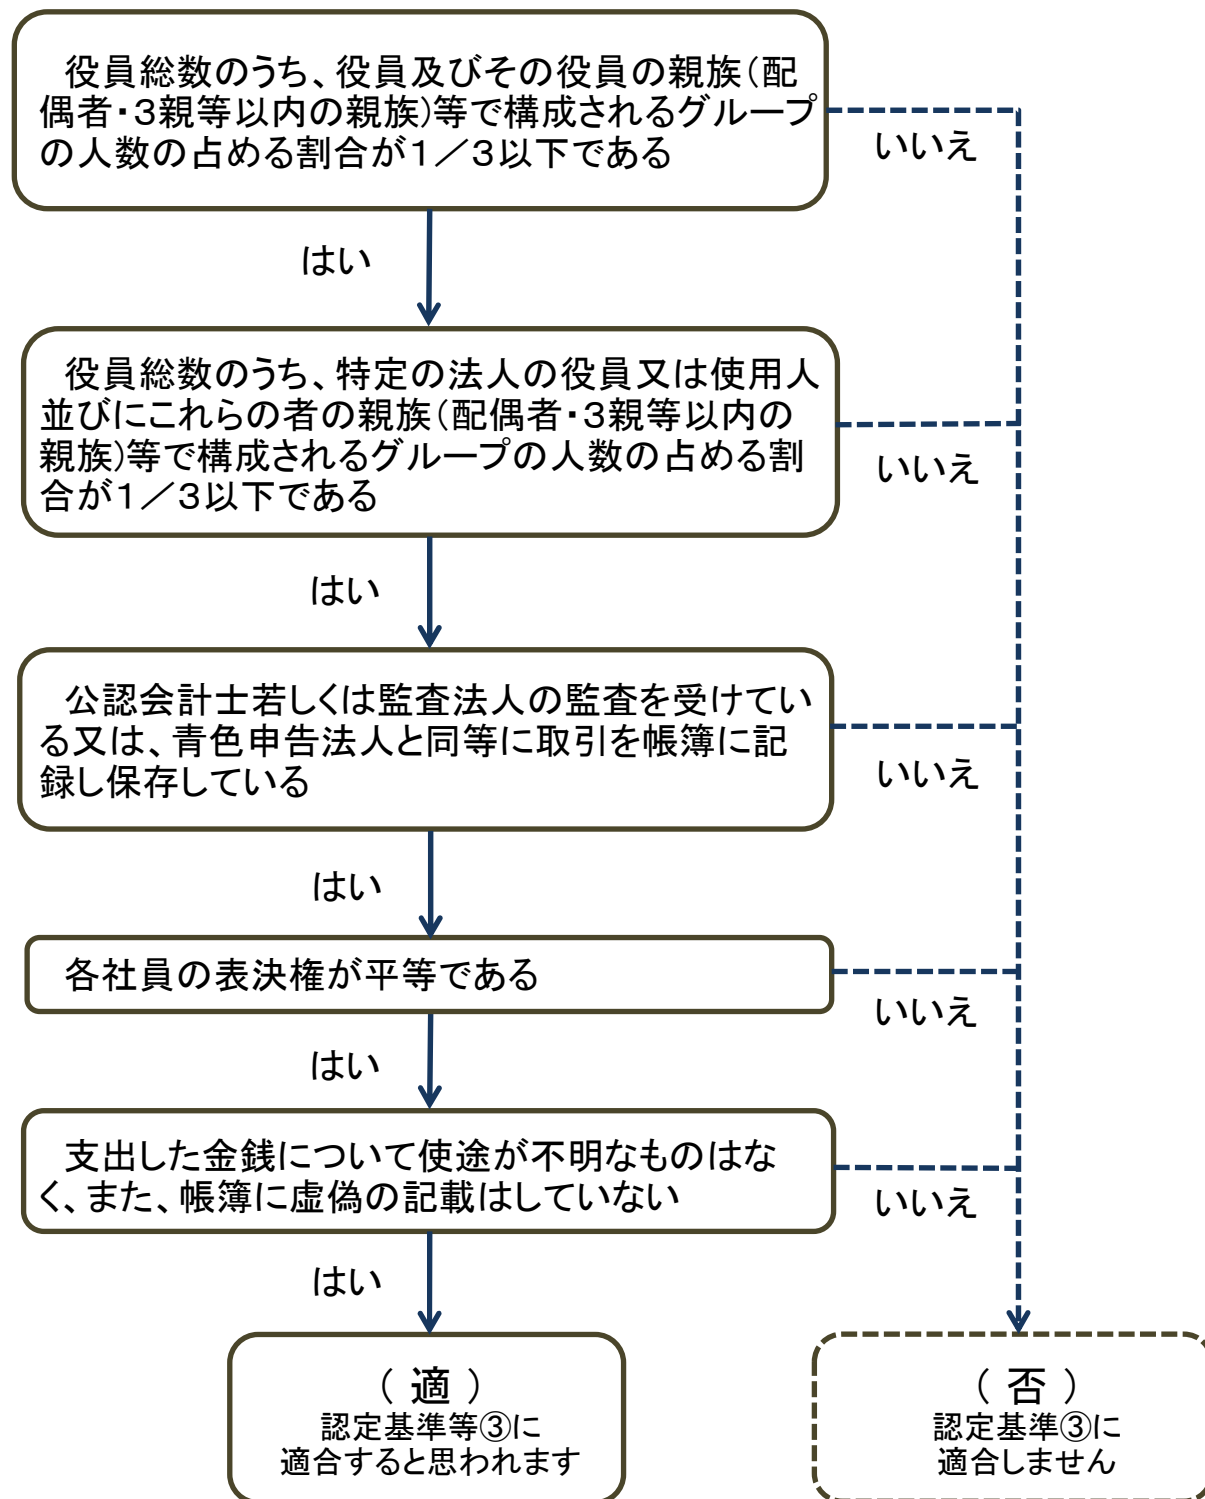 役員総数のうち、役員及びその役員の親族(配
偶者・3親等以内の親族)等で構成されるグループ
の人数の占める割合が1／3以下である
いいえ
はい
役員総数のうち、特定の法人の役員又は使用人
並びにこれらの者の親族(配偶者・3親等以内の
親族)等で構成されるグループの人数の占める割
合が1／3以下である
いいえ
はい
公認会計士若しくは監査法人の監査を受けてい
る又は、青色申告法人と同等に取引を帳簿に記
録し保存している
いいえ
はい
各社員の表決権が平等である
いいえ
はい
支出した金銭について使途が不明なものはな
く、また、帳簿に虚偽の記載はしていない
いいえ
はい
（ 適 ）
認定基準等③に
適合すると思われます
（ 否 ）
認定基準③に
適合しません